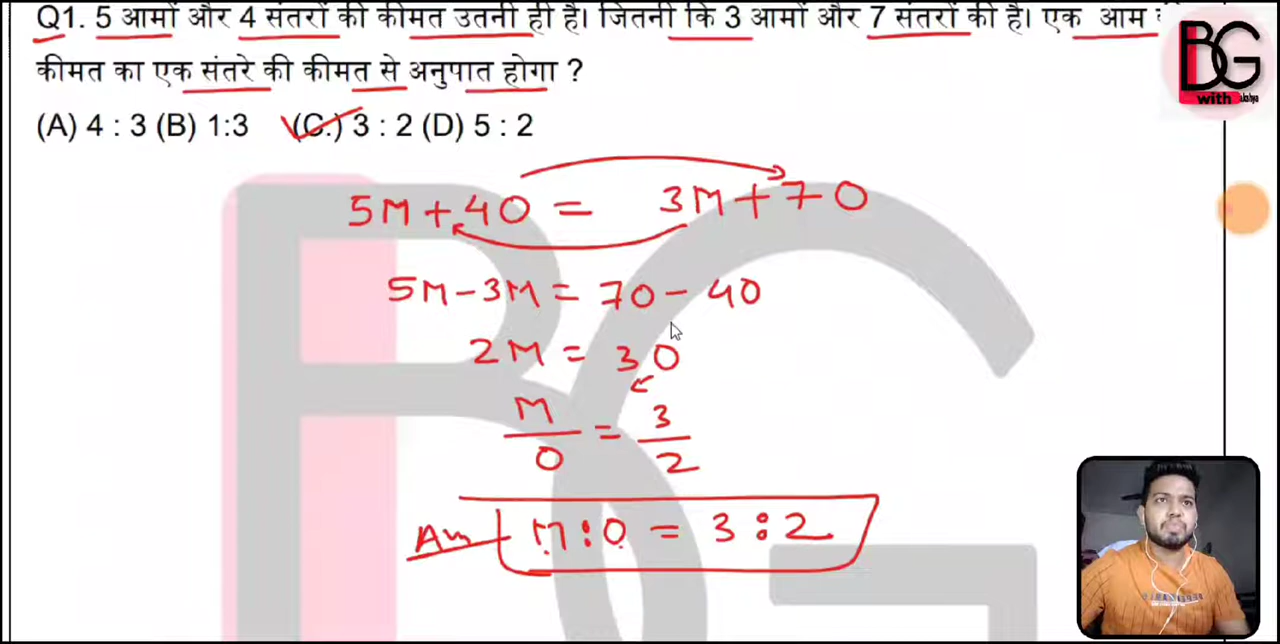 Q1. 5 आमों और 4 संतरों की कीमत उतनी ही है। जितनी कि 3 आमों और 7 संतरों की है। एक आम
कीमत का एक संतरे की कीमत से अनुपात होगा ?
(A) 4 : 3 (B) 1:3 (C.) 3 : 2 (D) 5 : 2
5M + 4O = 3M + 7O
5M - 3M = 7O - 4O
2M = 3O
M/O = 3/2
Ans M : O = 3 : 2
BG
with